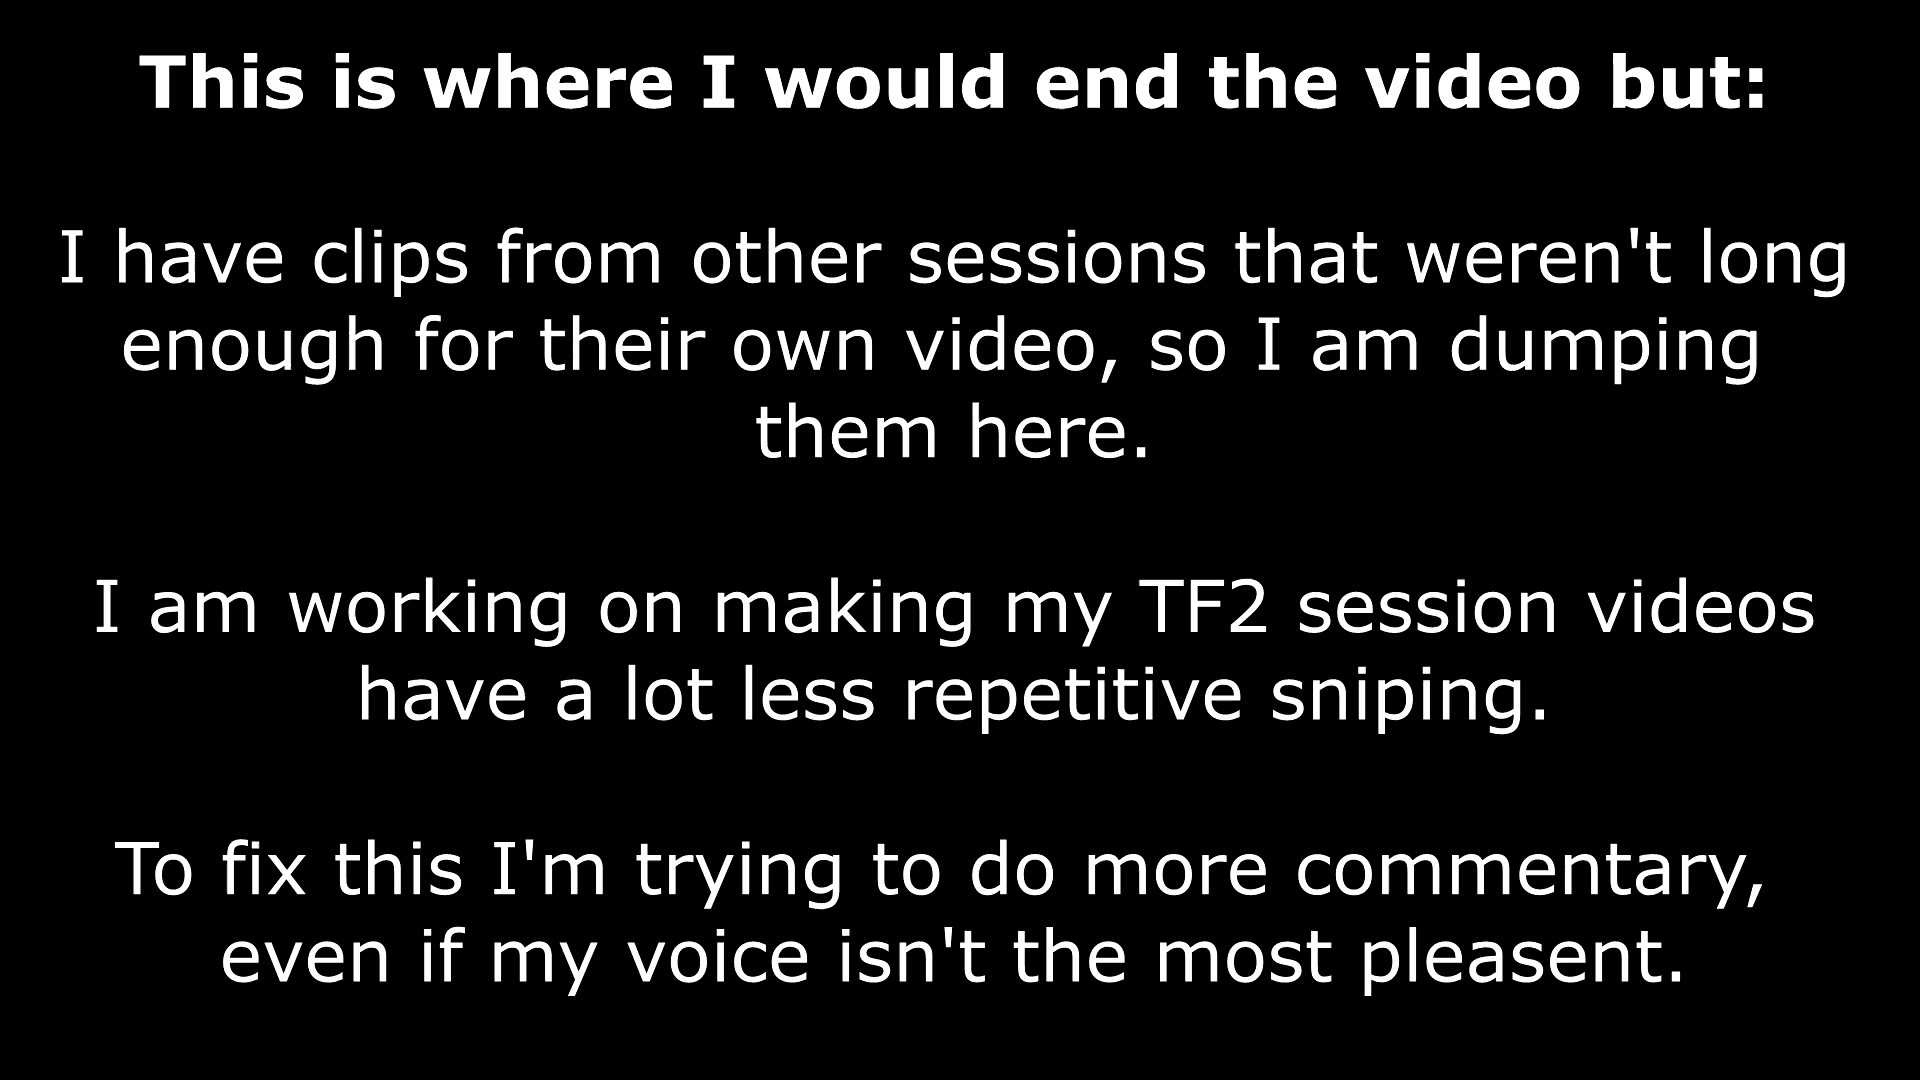 This is where I would end the video but:
I have clips from other sessions that weren't long
enough for their own video, so I am dumping
them here.
I am working on making my TF2 session videos
have a lot less repetitive sniping.
To fix this I'm trying to do more commentary,
even if my voice isn't the most pleasent.